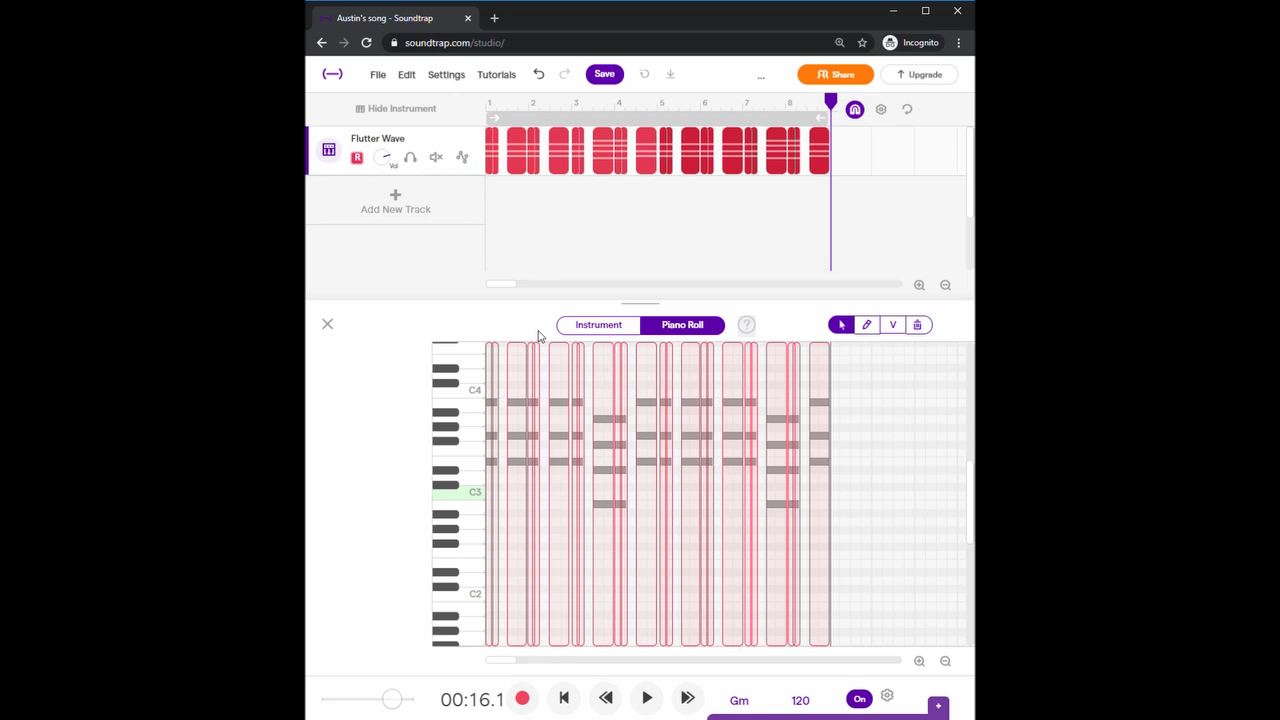 Austin's song - Soundtrap
soundtrap.com/studio/
Incognito
File Edit Settings Tutorials Save ... Share Upgrade
Hide Instrument
1 2 3 4 5 6 7 8
Flutter Wave
R Vol
Add New Track
Instrument Piano Roll ? V
C4
C3
C2
00:16.1 Gm 120 On